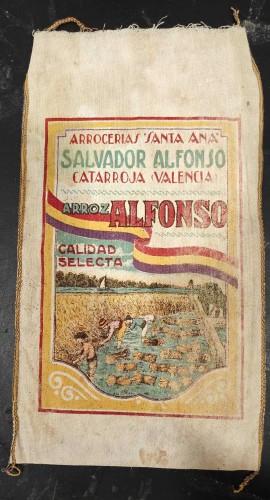 ARROCERIAS "SANTA ANA"
SALVADOR ALFONSO
CATARROJA (VALENCIA)
ARROZ ALFONSO
CALIDAD
SELECTA